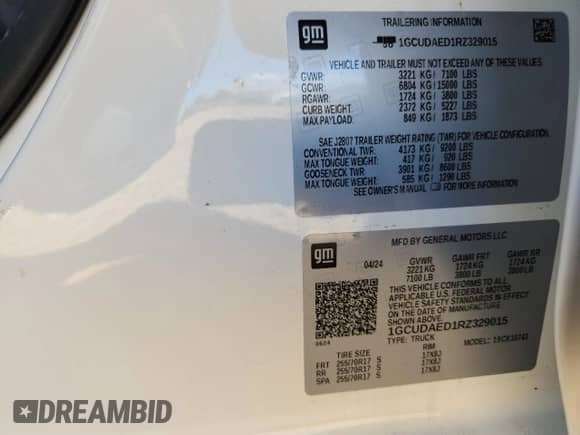 gm
TRAILERING INFORMATION
1GCUDAED1RZ329015
VEHICLE AND TRAILER MUST NOT EXCEED ANY OF THESE VALUES:
GVWR: 3221 KG/ 7100 LBS
GCWR: 6804 KG/15000 LBS
RGAWR: 1724 KG/ 3800 LBS
CURB WEIGHT: 2372 KG/ 5227 LBS
MAX PAYLOAD: 849 KG/ 1873 LBS
SAE J2807 TRAILER WEIGHT RATING (TWR) FOR VEHICLE CONFIGURATION.
CONVENTIONAL TWR: 4173 KG/ 9200 LBS
MAX TONGUE WEIGHT: 417 KG/ 920 LBS
GOOSENECK TWR: 3901 KG/ 8600 LBS
MAX TONGUE WEIGHT: 585 KG/ 1290 LBS
SEE OWNER'S MANUAL FOR MORE INFORMATION.
gm
MFD BY GENERAL MOTORS LLC
04/24 GVWR GAWR FRT GAWR RR
3221 KG 1724 KG 1724 KG
7100 LB 3800 LB 3800 LB
THIS VEHICLE CONFORMS TO ALL
APPLICABLE U.S. FEDERAL MOTOR
VEHICLE SAFETY STANDARDS IN EFFECT
ON THE DATE OF MANUFACTURE SHOWN
ABOVE.
1GCUDAED1RZ329015
TYPE: TRUCK MODEL:
TIRE SIZE RIM
FRT 255/70R17 S 17X8J
RR 255/70R17 S 17X8J
SPA 255/70R17 S 17X8J
DREAMBID